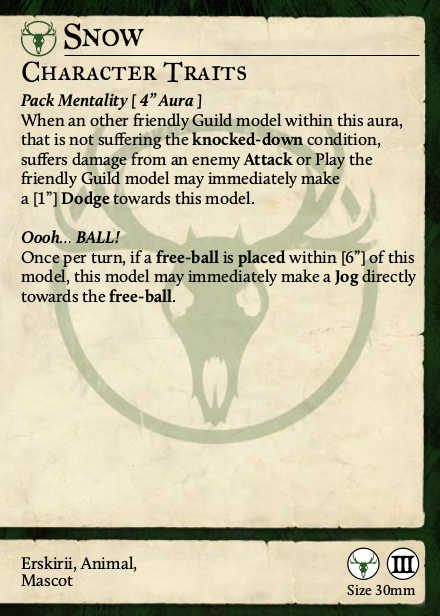 Snow
Character Traits
Pack Mentality [ 4” Aura ]
When an other friendly Guild model within this aura,
that is not suffering the knocked-down condition,
suffers damage from an enemy Attack or Play the
friendly Guild model may immediately make
a [1”] Dodge towards this model.
Oooh... BALL!
Once per turn, if a free-ball is placed within [6”] of this
model, this model may immediately make a Jog directly
towards the free-ball.
Erskirii, Animal,
Mascot
III
Size 30mm